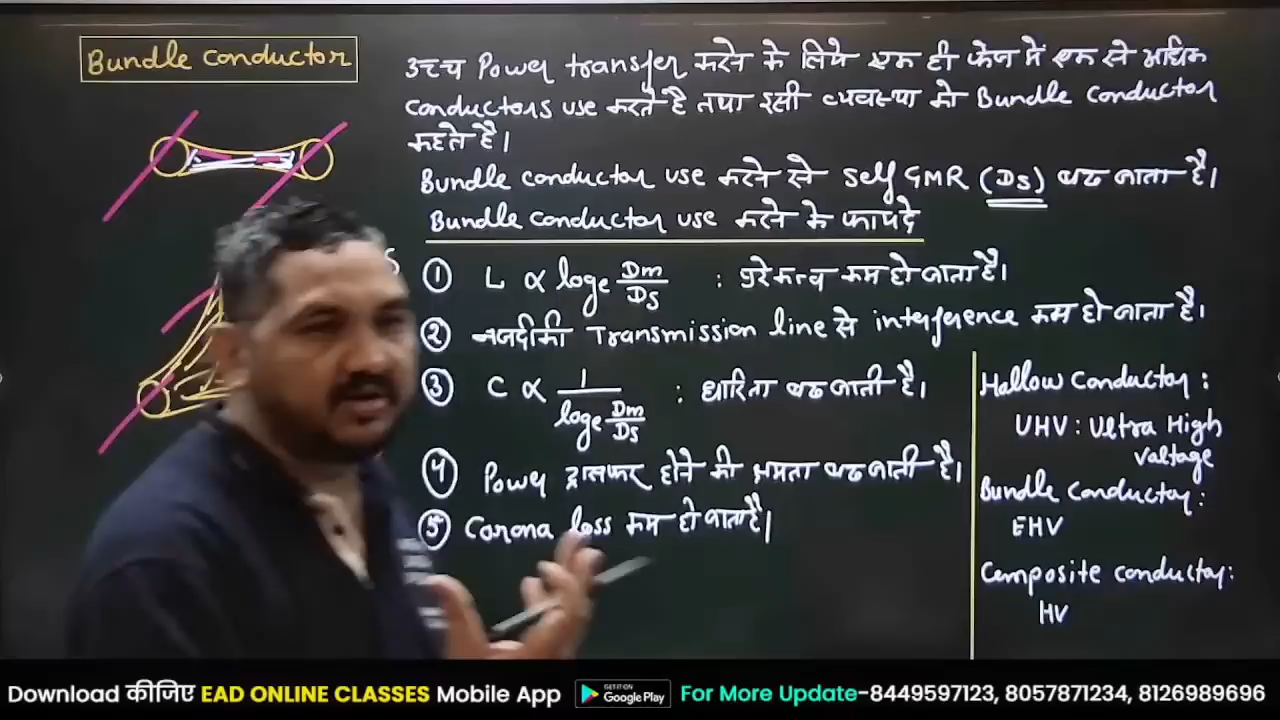 Bundle Conductor
उच्च Power transfer करने के लिये एक ही फेज में एक से अधिक
Conductors use करते है तथा इसी व्यवस्था को Bundle Conductor
कहते है।
Bundle conductor use करने से Self GMR (Ds) बढ जाता है।
Bundle Conductor use करने के फायदे
① L ∝ loge Dm/Ds : प्रेरकत्व कम हो जाता है।
② नजदीकी Transmission line से interference कम हो जाता है।
③ C ∝ 1/loge Dm/Ds : धारिता बढ जाती है।
④ Power ट्रांसफर होने की क्षमता बढ जाती है।
⑤ Corona loss कम हो जाता है।
Hallow Conductor :
UHV : Ultra High
Valtage
Bundle Conductor :
EHV
Composite conductor :
HV
Download कीजिए EAD ONLINE CLASSES Mobile App GET IT ON Google Play For More Update-8449597123, 8057871234, 8126989696